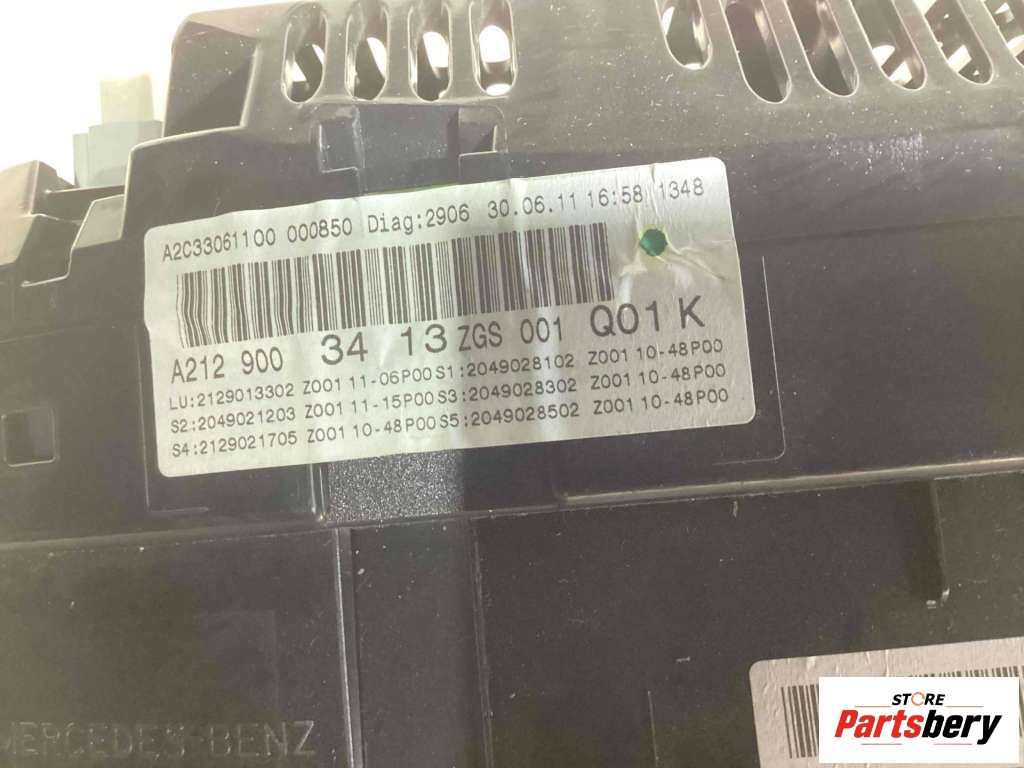 A2C33061100 000850 Diag:2906 30.06.11 16:58 1348
A212 900 34 13 ZGS 001 Q01 K
LU:2129013302 Z001 11-06P00 S1:2049028102 Z001 10-48P00
S2:2049021203 Z001 11-15P00 S3:2049028302 Z001 10-48P00
S4:2129021705 Z001 10-48P00 S5:2049028502 Z001 10-48P00
MERCEDES-BENZ
STORE
Partsbery